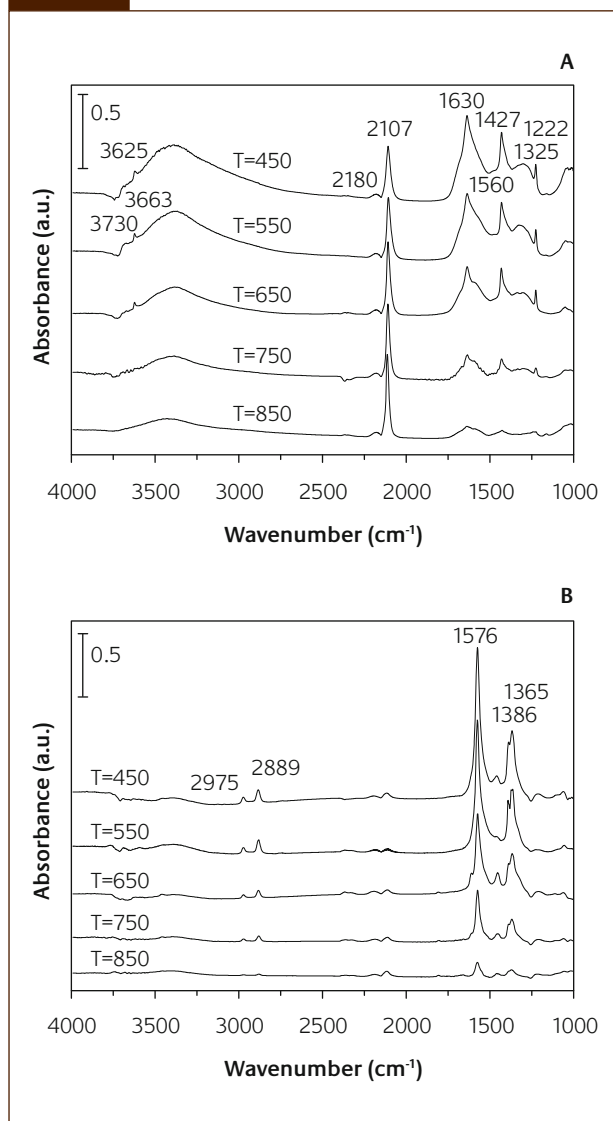 A
0.5
1630
1427
1222
2107
3625
1325
T=450
2180
1560
3663
3730
T=550
T=650
T=750
T=850
Absorbance (a.u.)
4000 3500 3000 2500 2000 1500 1000
Wavenumber (cm⁻¹)
B
0.5
1576
1365
1386
2889
2975
T=450
T=550
T=650
T=750
T=850
Absorbance (a.u.)
4000 3500 3000 2500 2000 1500 1000
Wavenumber (cm⁻¹)